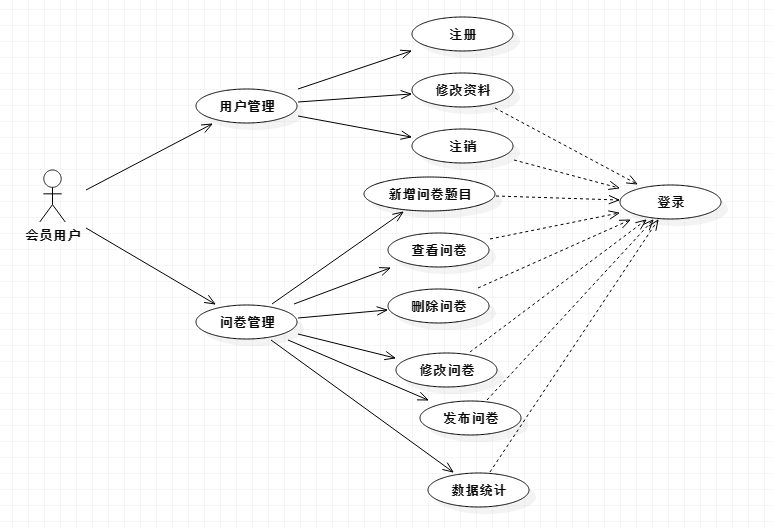 注册
修改资料
用户管理
注销
新增问卷题目
登录
会员用户
查看问卷
删除问卷
问卷管理
修改问卷
发布问卷
数据统计